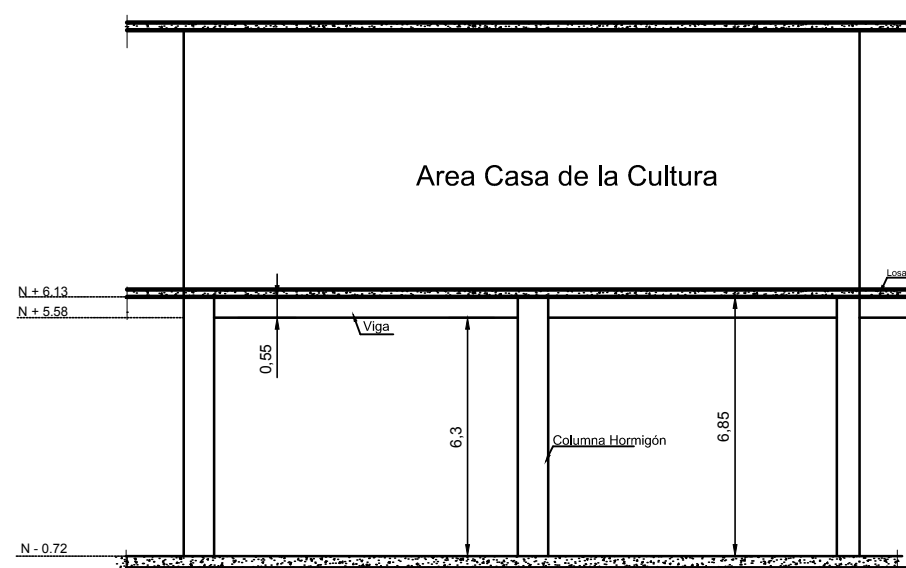 Area Casa de la Cultura
Losa
N + 6.13
N + 5.58
Viga
0,55
6,3
6,85
Columna Hormigón
N - 0.72